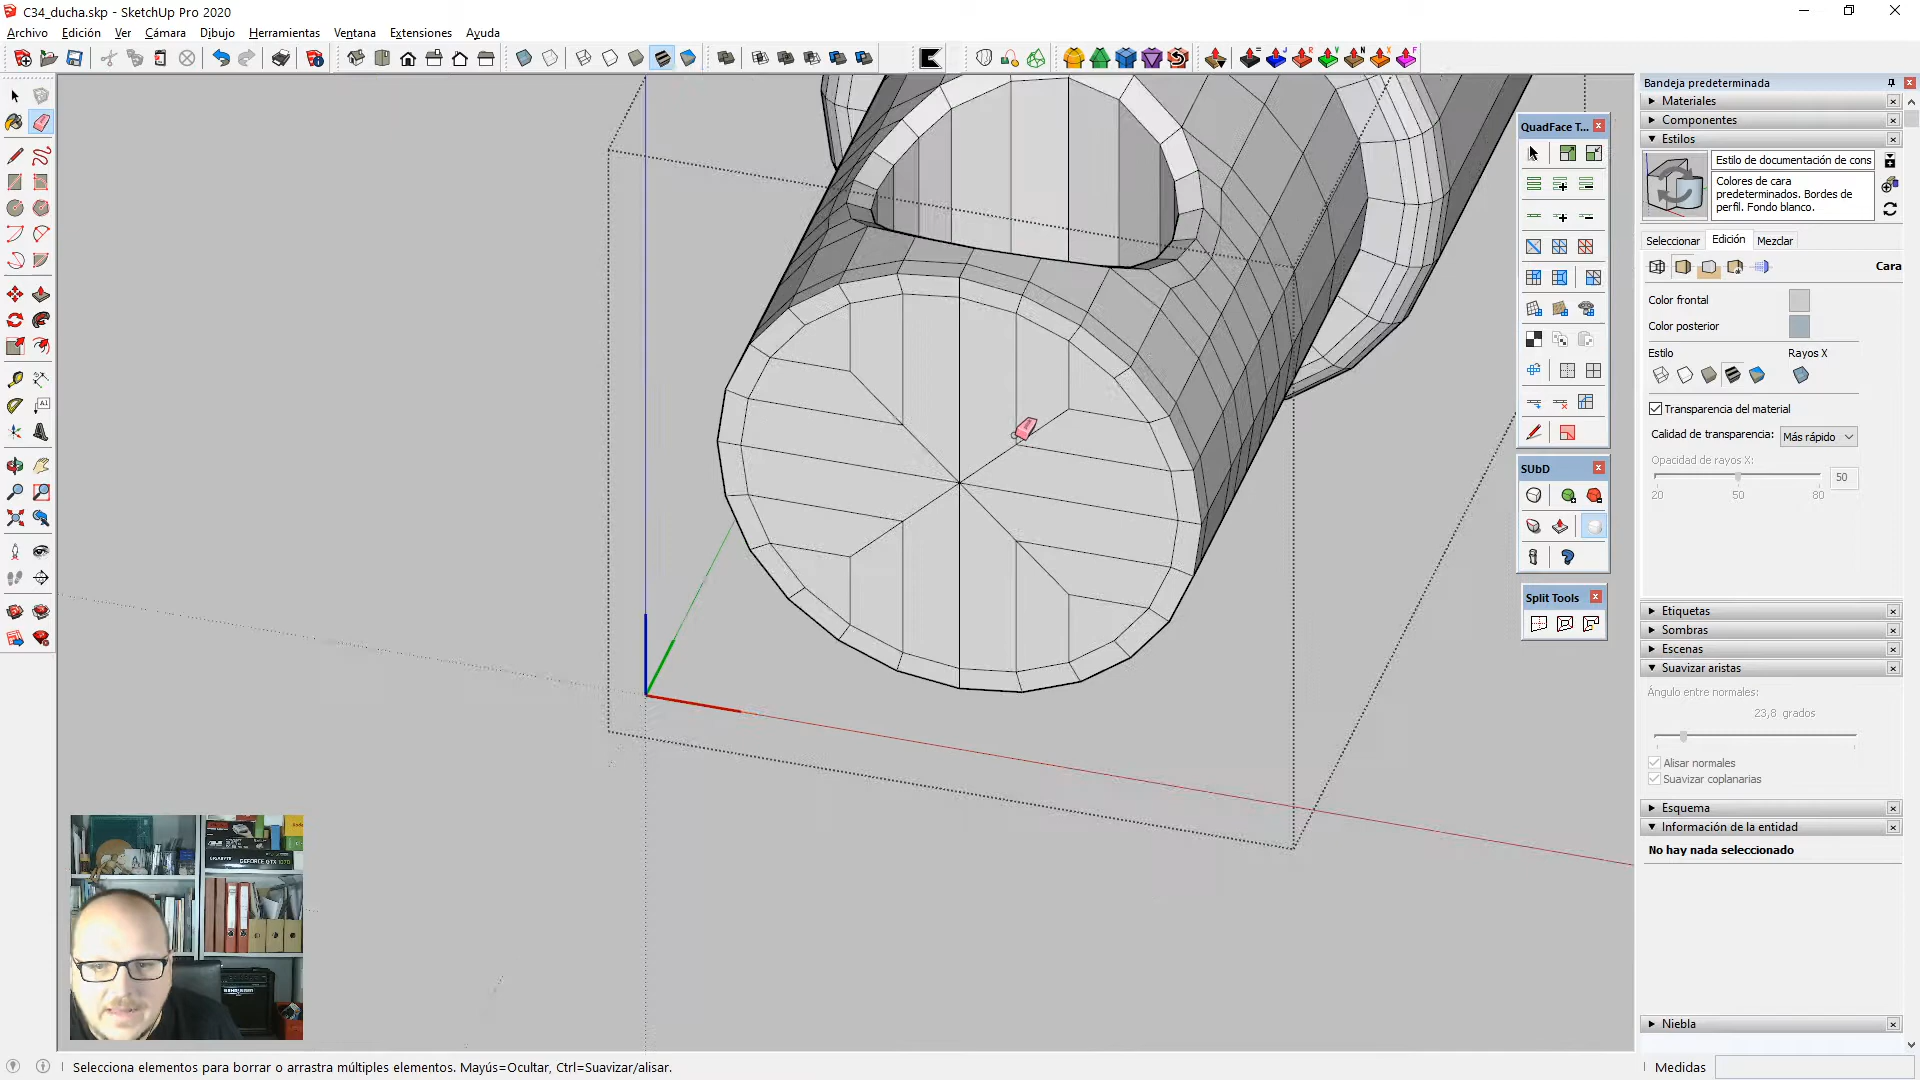 C34_ducha.skp - SketchUp Pro 2020
Archivo Edición Ver Cámara Dibujo Herramientas Ventana Extensiones Ayuda
Bandeja predeterminada
Materiales
Componentes
Estilos
Estilo de documentación de cons
Colores de cara
predeterminados. Bordes de
perfil. Fondo blanco.
Seleccionar Edición Mezclar
Cara
Color frontal
Color posterior
Estilo Rayos X
Transparencia del material
Calidad de transparencia: Más rápido
Opacidad de rayos X:
50
20 50 80
Etiquetas
Sombras
Escenas
Suavizar aristas
Ángulo entre normales:
23,8 grados
Alisar normales
Suavizar coplanarias
Esquema
Información de la entidad
No hay nada seleccionado
Niebla
QuadFace T...
SUbD
Split Tools
Selecciona elementos para borrar o arrastra múltiples elementos. Mayús=Ocultar, Ctrl=Suavizar/alisar.
Medidas